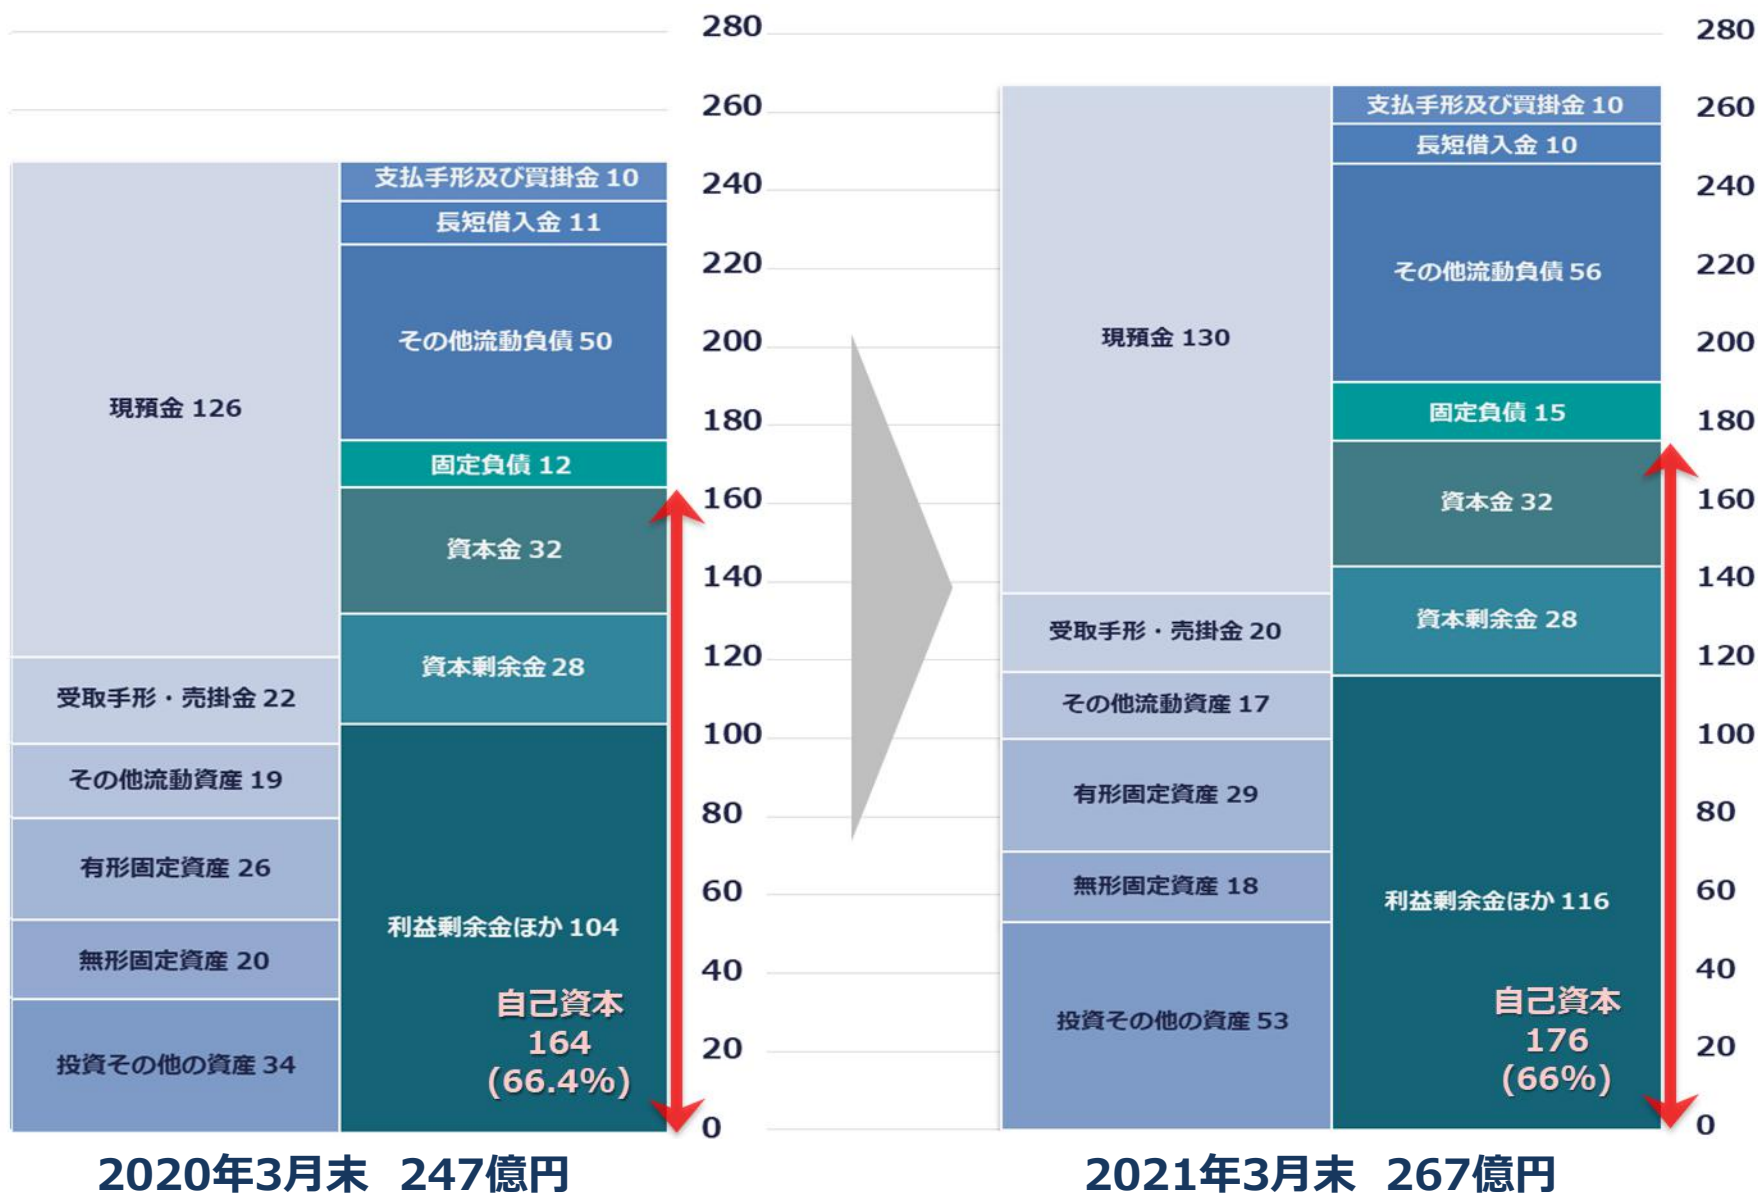 280
260
240
220
200
180
160
140
120
100
80
60
40
20
0
現預金 126
受取手形・売掛金 22
その他流動資産 19
有形固定資産 26
無形固定資産 20
投資その他の資産 34
支払手形及び買掛金 10
長短借入金 11
その他流動負債 50
固定負債 12
資本金 32
資本剰余金 28
利益剰余金ほか 104
自己資本
164
(66.4%)
2020年3月末 247億円
280
260
240
220
200
180
160
140
120
100
80
60
40
20
0
現預金 130
受取手形・売掛金 20
その他流動資産 17
有形固定資産 29
無形固定資産 18
投資その他の資産 53
支払手形及び買掛金 10
長短借入金 10
その他流動負債 56
固定負債 15
資本金 32
資本剰余金 28
利益剰余金ほか 116
自己資本
176
(66%)
2021年3月末 267億円